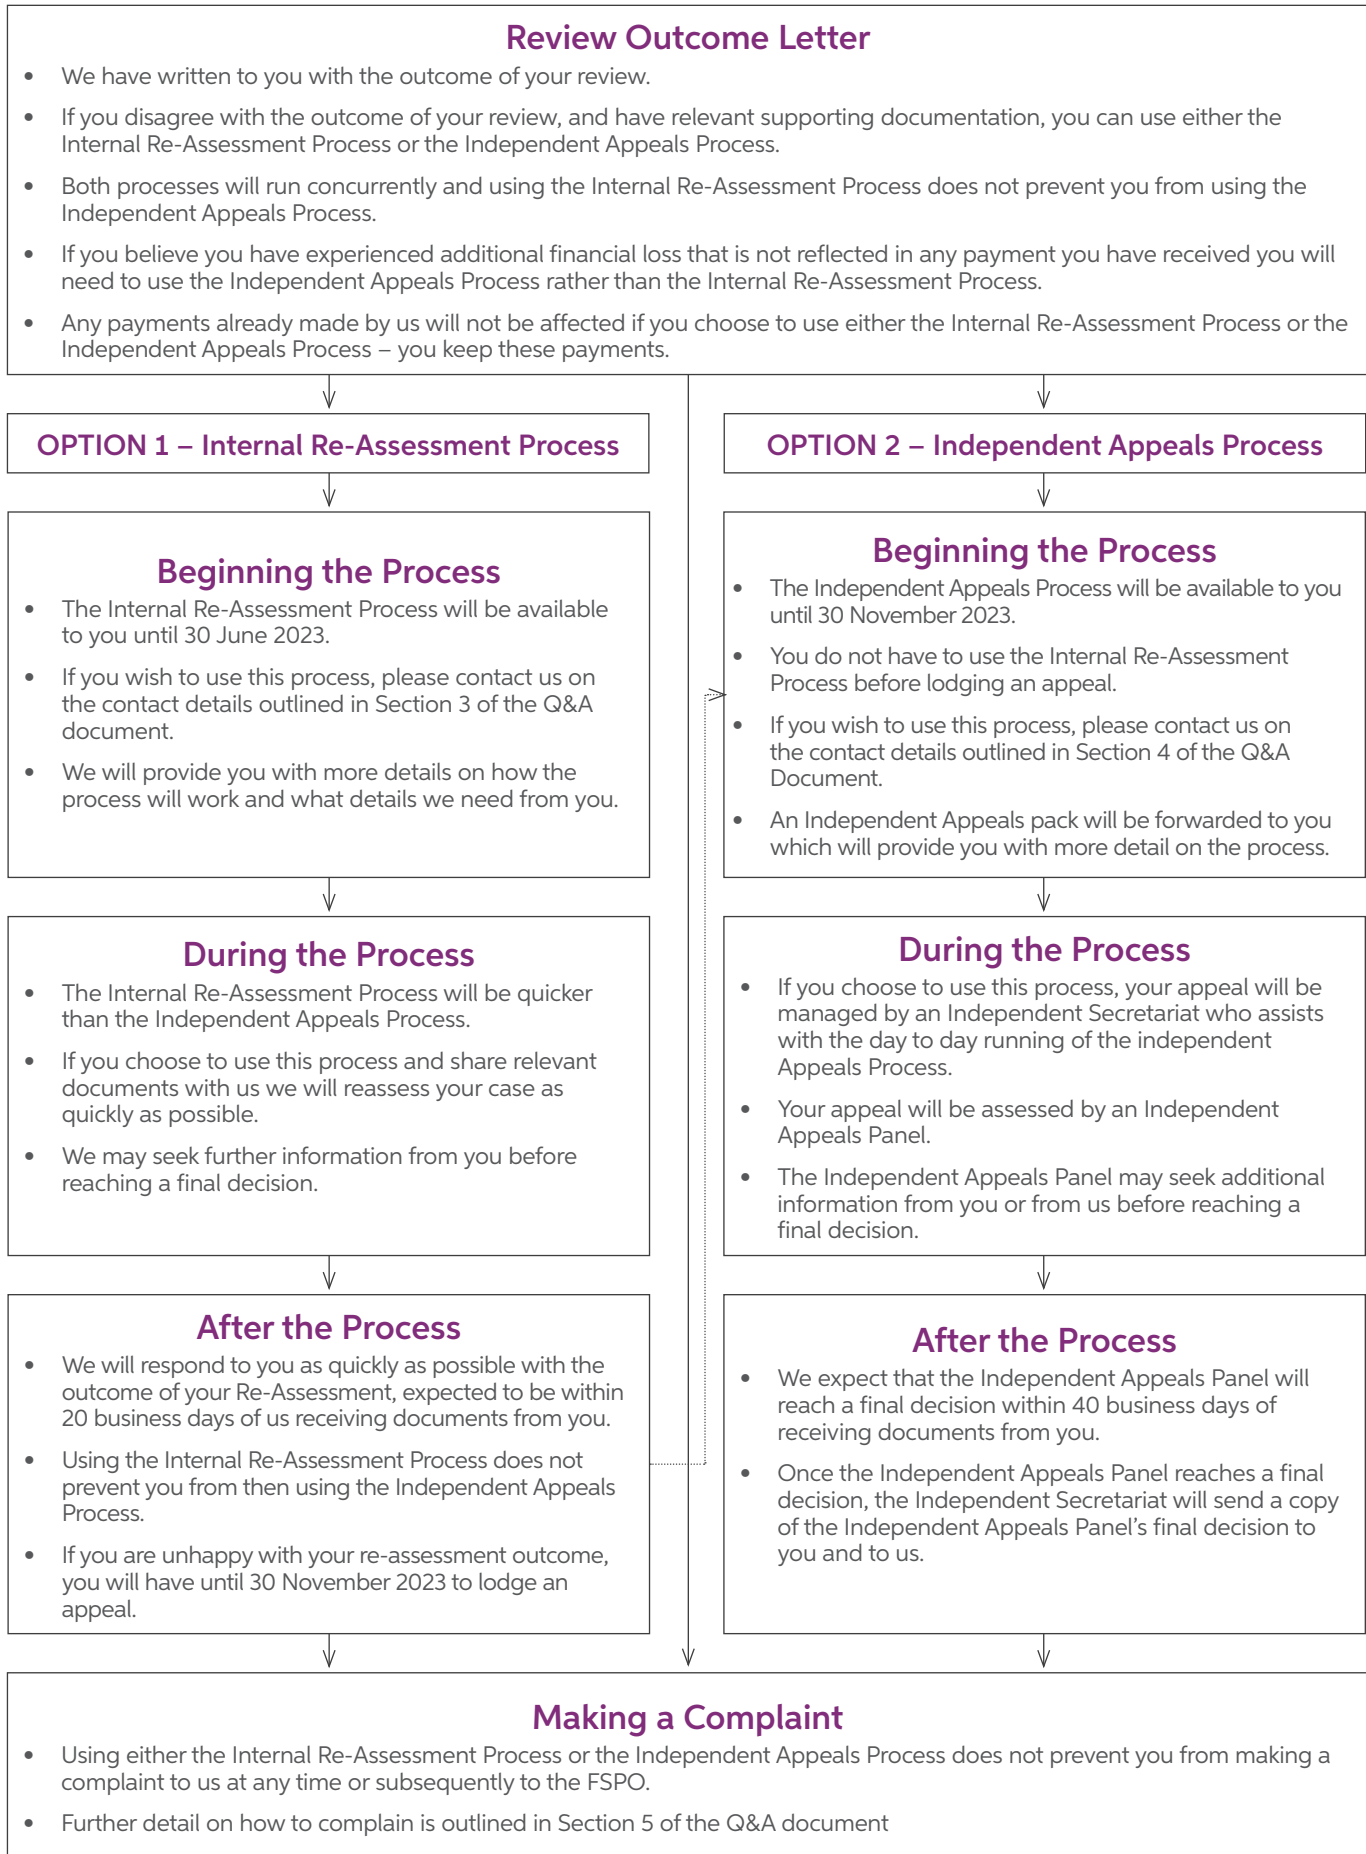 Review Outcome Letter
• We have written to you with the outcome of your review.
• If you disagree with the outcome of your review, and have relevant supporting documentation, you can use either the
Internal Re-Assessment Process or the Independent Appeals Process.
• Both processes will run concurrently and using the Internal Re-Assessment Process does not prevent you from using the
Independent Appeals Process.
• If you believe you have experienced additional financial loss that is not reflected in any payment you have received you will
need to use the Independent Appeals Process rather than the Internal Re-Assessment Process.
• Any payments already made by us will not be affected if you choose to use either the Internal Re-Assessment Process or the
Independent Appeals Process – you keep these payments.
OPTION 1 – Internal Re-Assessment Process
Beginning the Process
• The Internal Re-Assessment Process will be available
to you until 30 June 2023.
• If you wish to use this process, please contact us on
the contact details outlined in Section 3 of the Q&A
document.
• We will provide you with more details on how the
process will work and what details we need from you.
During the Process
• The Internal Re-Assessment Process will be quicker
than the Independent Appeals Process.
• If you choose to use this process and share relevant
documents with us we will reassess your case as
quickly as possible.
• We may seek further information from you before
reaching a final decision.
After the Process
• We will respond to you as quickly as possible with the
outcome of your Re-Assessment, expected to be within
20 business days of us receiving documents from you.
• Using the Internal Re-Assessment Process does not
prevent you from then using the Independent Appeals
Process.
• If you are unhappy with your re-assessment outcome,
you will have until 30 November 2023 to lodge an
appeal.
OPTION 2 – Independent Appeals Process
Beginning the Process
• The Independent Appeals Process will be available to you
until 30 November 2023.
• You do not have to use the Internal Re-Assessment
Process before lodging an appeal.
• If you wish to use this process, please contact us on
the contact details outlined in Section 4 of the Q&A
Document.
• An Independent Appeals pack will be forwarded to you
which will provide you with more detail on the process.
During the Process
• If you choose to use this process, your appeal will be
managed by an Independent Secretariat who assists
with the day to day running of the independent
Appeals Process.
• Your appeal will be assessed by an Independent
Appeals Panel.
• The Independent Appeals Panel may seek additional
information from you or from us before reaching a
final decision.
After the Process
• We expect that the Independent Appeals Panel will
reach a final decision within 40 business days of
receiving documents from you.
• Once the Independent Appeals Panel reaches a final
decision, the Independent Secretariat will send a copy
of the Independent Appeals Panel’s final decision to
you and to us.
Making a Complaint
• Using either the Internal Re-Assessment Process or the Independent Appeals Process does not prevent you from making a
complaint to us at any time or subsequently to the FSPO.
• Further detail on how to complain is outlined in Section 5 of the Q&A document